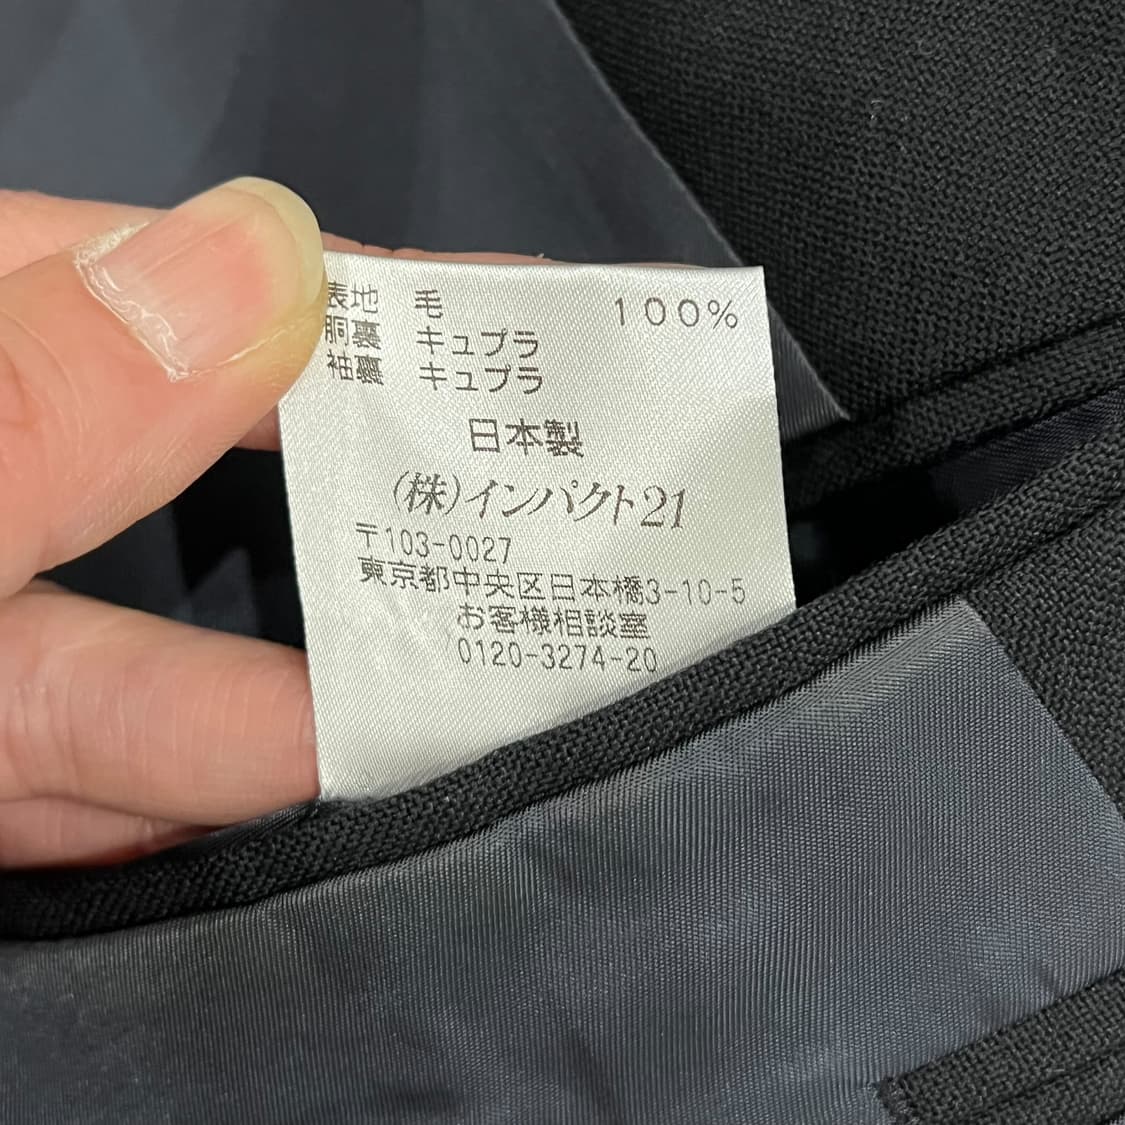 表地 毛 100%
胴裏 キュプラ
袖裏 キュプラ
日本製
(株)インパクト21
〒103-0027
東京都中央区日本橋3-10-5
お客様相談室
0120-3274-20